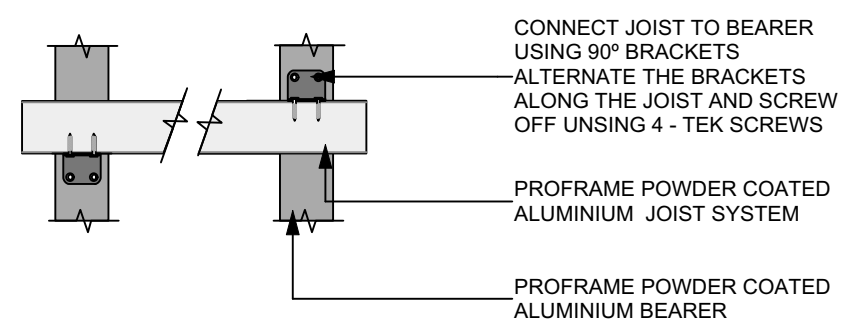 CONNECT JOIST TO BEARER
USING 90º BRACKETS
ALTERNATE THE BRACKETS
ALONG THE JOIST AND SCREW
OFF UNSING 4 - TEK SCREWS
PROFRAME POWDER COATED
ALUMINIUM JOIST SYSTEM
PROFRAME POWDER COATED
ALUMINIUM BEARER